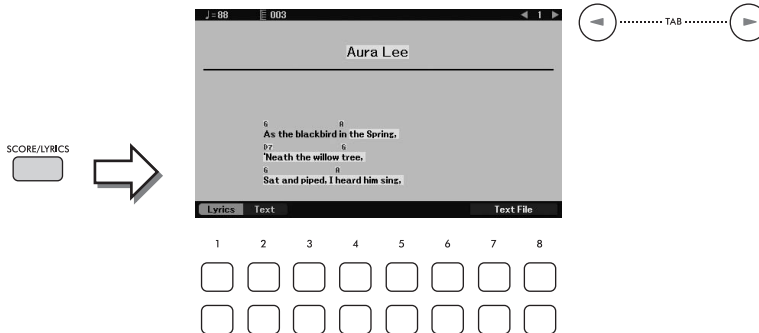 ♩=88 003 ◀ 1 ▶
◀ TAB ▶
Aura Lee
G A
As the blackbird in the Spring,
D7 G
'Neath the willow tree,
G A
Sat and piped, I heard him sing,
SCORE/LYRICS
Lyrics Text Text File
1 2 3 4 5 6 7 8